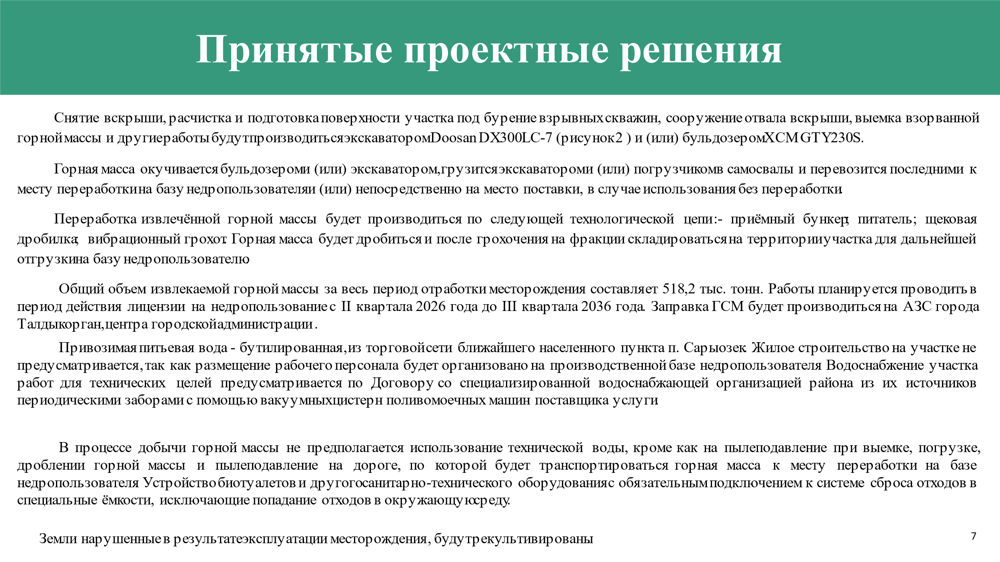 Принятые проектные решения
Снятие вскрыши, расчистка и подготовка поверхности участка под бурение взрывных скважин, сооружение отвала вскрыши, выемка взорванной
горной массы и другие работы будут производиться экскаватором Doosan DX300LC-7 (рисунок 2 ) и (или) бульдозером XCMG TY230S.
Горная масса окучивается бульдозером и (или) экскаватором, грузится экскаватором и (или) погрузчиком в самосвалы и перевозится последними к
месту переработки на базу недропользователя и (или) непосредственно на место поставки, в случае использования без переработки.
Переработка извлечённой горной массы будет производиться по следующей технологической цепи:- приёмный бункер; питатель; щековая
дробилка; вибрационный грохот. Горная масса будет дробиться и после грохочения на фракции складироваться на территории участка для дальнейшей
отгрузки на базу недропользователю.
Общий объем извлекаемой горной массы за весь период отработки месторождения составляет 518,2 тыс. тонн. Работы планируется проводить в
период действия лицензии на недропользование с II квартала 2026 года до III квартала 2036 года. Заправка ГСМ будет производиться на АЗС города
Талдыкорган, центра городской администрации.
Привозимая питьевая вода - бутилированная, из торговой сети ближайшего населенного пункта п. Сарыозек. Жилое строительство на участке не
предусматривается, так как размещение рабочего персонала будет организовано на производственной базе недропользователя Водоснабжение участка
работ для технических целей предусматривается по Договору со специализированной водоснабжающей организацией района из их источников
периодическими заборами с помощью вакуумных цистерн поливомоечных машин поставщика услуги.
В процессе добычи горной массы не предполагается использование технической воды, кроме как на пылеподавление при выемке, погрузке,
дроблении горной массы и пылеподавление на дороге, по которой будет транспортироваться горная масса к месту переработки на базе
недропользователя Устройство биотуалетов и другого санитарно-технического оборудования с обязательным подключением к системе сброса отходов в
специальные ёмкости, исключающие попадание отходов в окружающую среду.
Земли нарушенные в результате эксплуатации месторождения, будут рекультивированы.
7